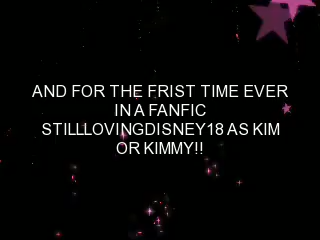 AND FOR THE FRIST TIME EVER
IN A FANFIC
STILLLOVINGDISNEY18 AS KIM
OR KIMMY!!